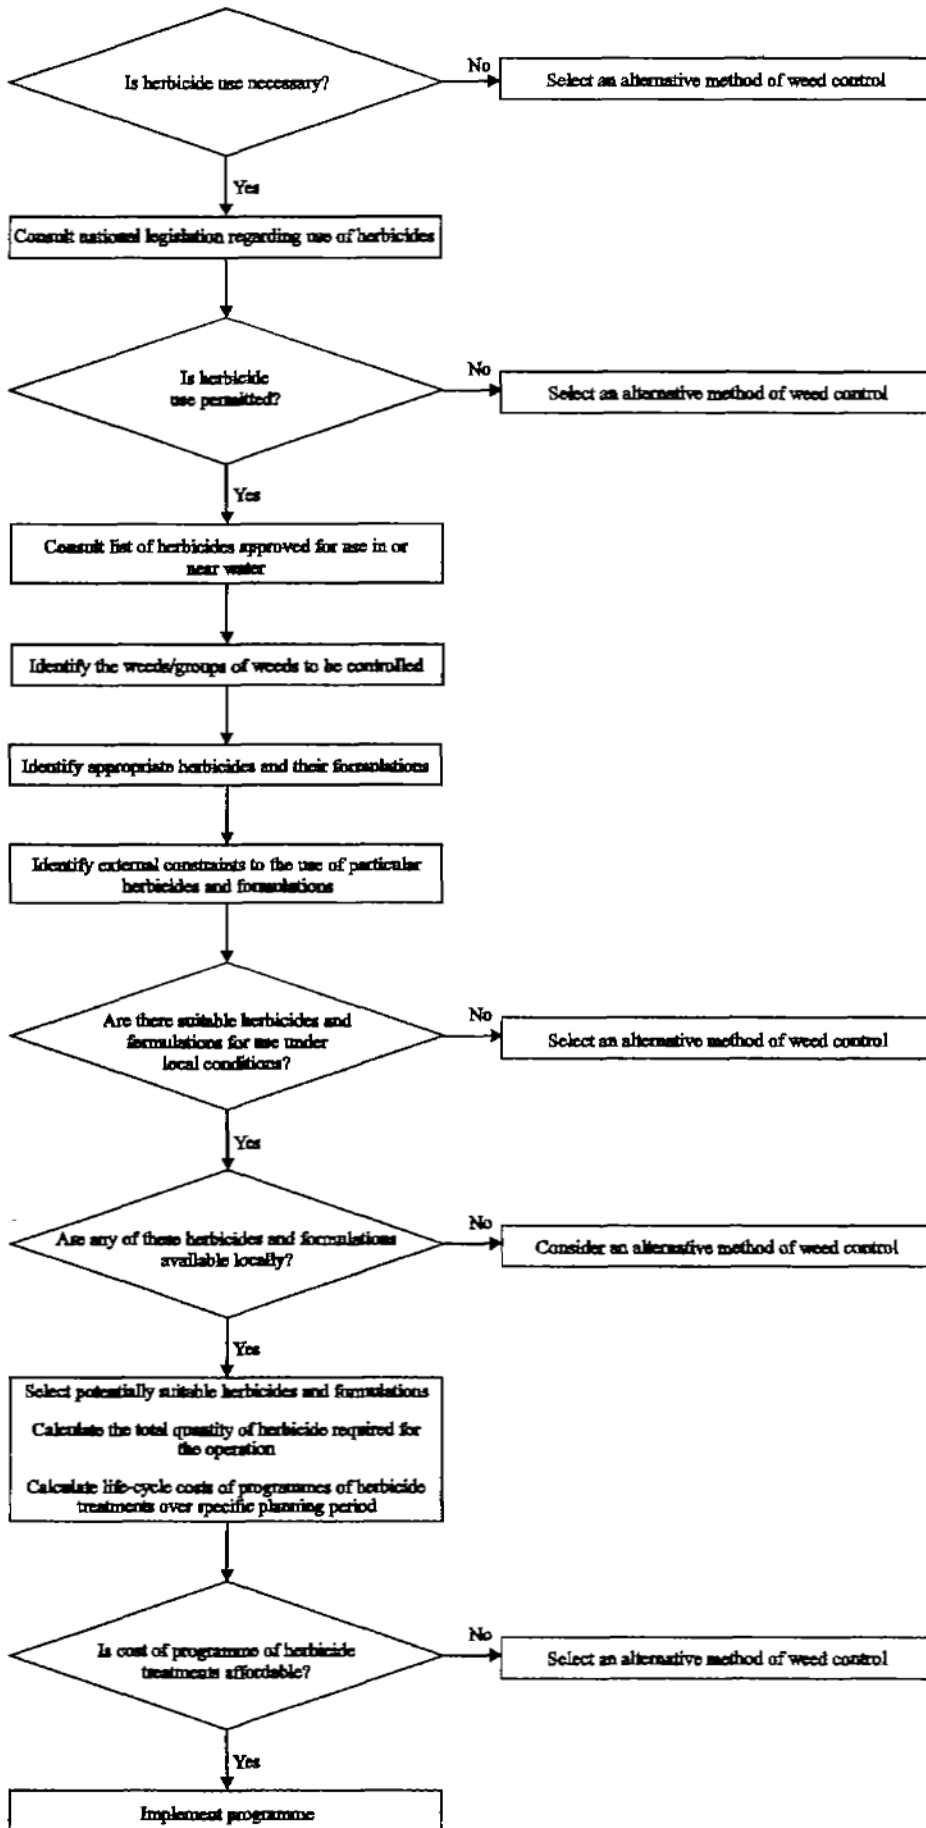 Is herbicide use necessary?
No
Select an alternative method of weed control
Yes
Consult national legislation regarding use of herbicides
Is herbicide
use permitted?
No
Select an alternative method of weed control
Yes
Consult list of herbicides approved for use in or
near water
Identify the weeds/groups of weeds to be controlled
Identify appropriate herbicides and their formulations
Identify external constraints to the use of particular
herbicides and formulations
Are there suitable herbicides and
formulations for use under
local conditions?
No
Select an alternative method of weed control
Yes
Are any of these herbicides and formulations
available locally?
No
Consider an alternative method of weed control
Yes
Select potentially suitable herbicides and formulations
Calculate the total quantity of herbicide required for
the operation
Calculate life-cycle costs of programmes of herbicide
treatments over specific planning period
Is cost of programme of herbicide
treatments affordable?
No
Select an alternative method of weed control
Yes
Implement programme